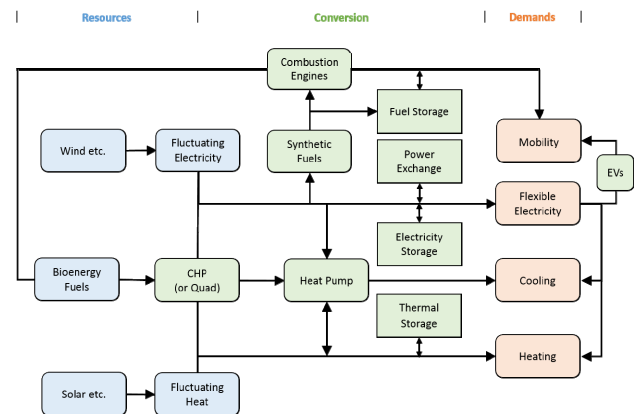 Resources
Conversion
Demands
Combustion
Engines
Fuel Storage
Mobility
Wind etc.
Fluctuating
Electricity
Synthetic
Fuels
Power
Exchange
EVs
Flexible
Electricity
Electricity
Storage
Bioenergy
Fuels
CHP
(or Quad)
Heat Pump
Cooling
Thermal
Storage
Heating
Solar etc.
Fluctuating
Heat